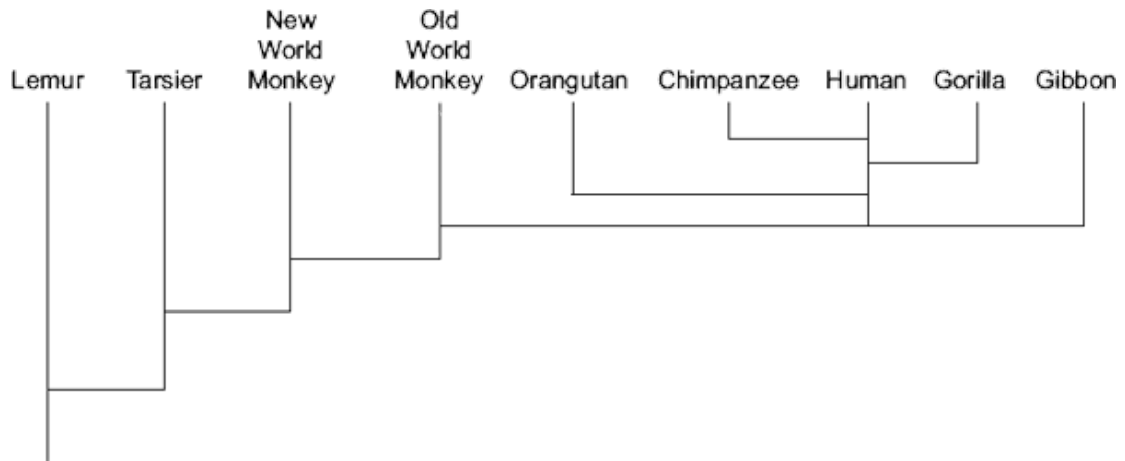 New
World
Monkey
Old
World
Monkey
Lemur
Tarsier
Orangutan
Chimpanzee
Human
Gorilla
Gibbon